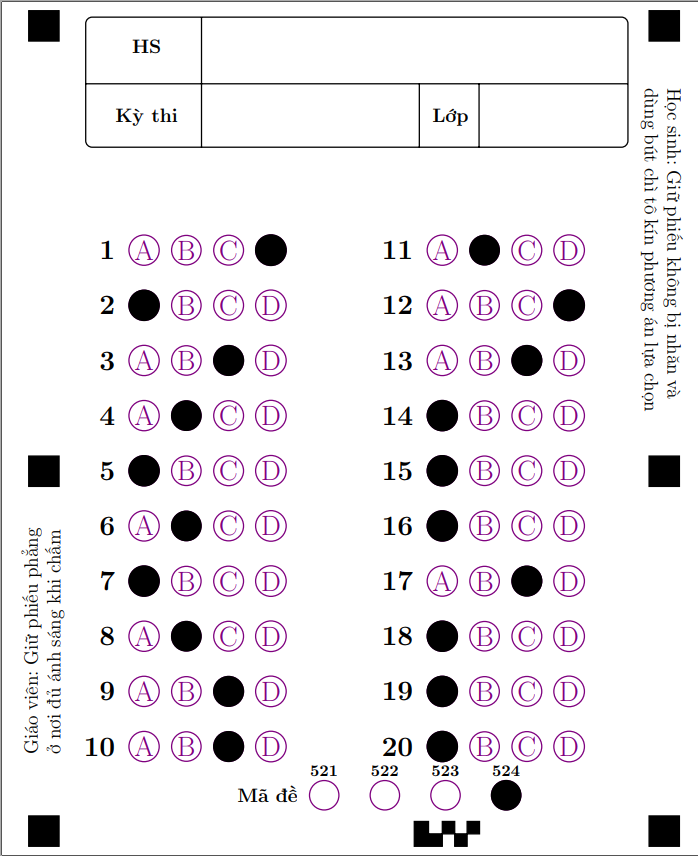 HS
Kỳ thi Lớp
Học sinh: Giữ phiếu không bị nhăn và
dùng bút chì tô kín phương án lựa chọn
1 A B C
2 B C D
3 A B D
4 A C D
5 B C D
6 A C D
7 B C D
8 A C D
9 A B D
10 A B D
11 A C D
12 A B C
13 A B D
14 B C D
15 B C D
16 B C D
17 A B D
18 B C D
19 B C D
20 B C D
Giáo viên: Giữ phiếu phẳng
ở nơi đủ ánh sáng khi chấm
521 522 523 524
Mã đề